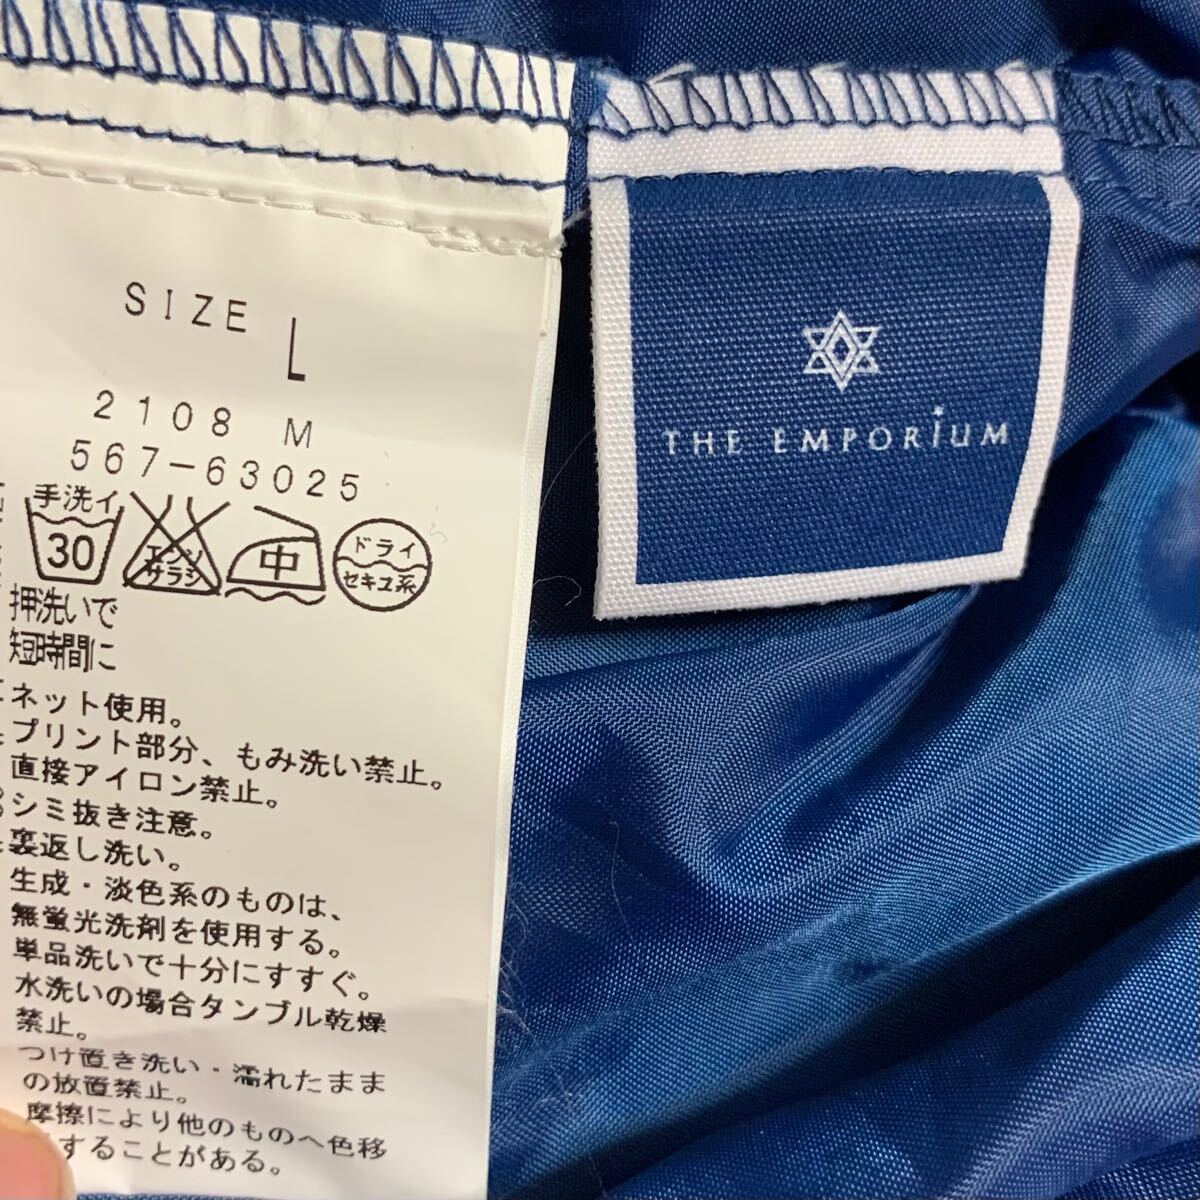 SIZE L
2108 M
567-63025
手洗イ
30
エンソ
サラシ
中
ドライ
セキユ系
押洗いで
短時間に
ネット使用。
プリント部分、もみ洗い禁止。
直接アイロン禁止。
シミ抜き注意。
裏返し洗い。
生成・淡色系のものは、
無蛍光洗剤を使用する。
単品洗いで十分にすすぐ。
水洗いの場合タンブル乾燥
禁止。
つけ置き洗い・濡れたまま
の放置禁止。
摩擦により他のものへ色移
することがある。
THE EMPORIUM